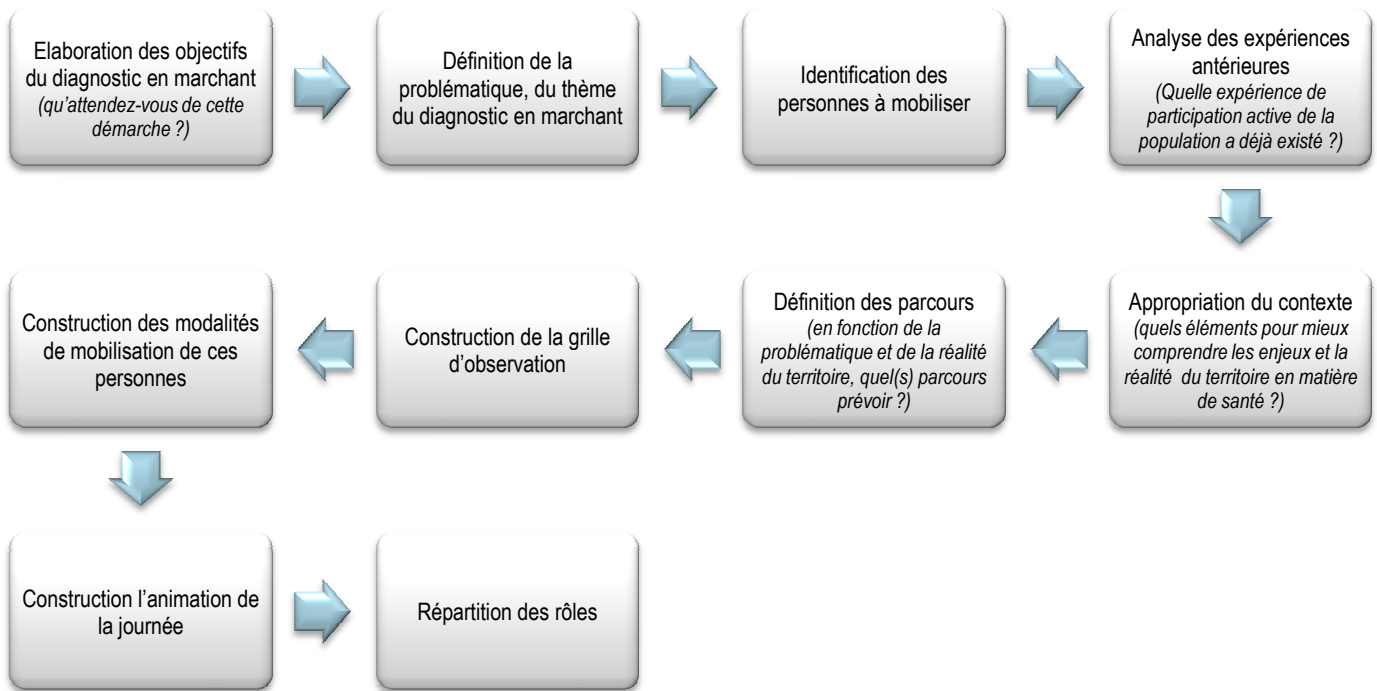 Elaboration des objectifs
du diagnostic en marchant
(qu'attendez-vous de cette
démarche ?)
Définition de la
problématique, du thème
du diagnostic en marchant
Identification des
personnes à mobiliser
Analyse des expériences
antérieures
(Quelle expérience de
participation active de la
population a déjà existé ?)
Appropriation du contexte
(quels éléments pour mieux
comprendre les enjeux et la
réalité du territoire en matière
de santé ?)
Définition des parcours
(en fonction de la
problématique et de la réalité
du territoire, quel(s) parcours
prévoir ?)
Construction de la grille
d'observation
Construction des modalités
de mobilisation de ces
personnes
Construction l'animation de
la journée
Répartition des rôles